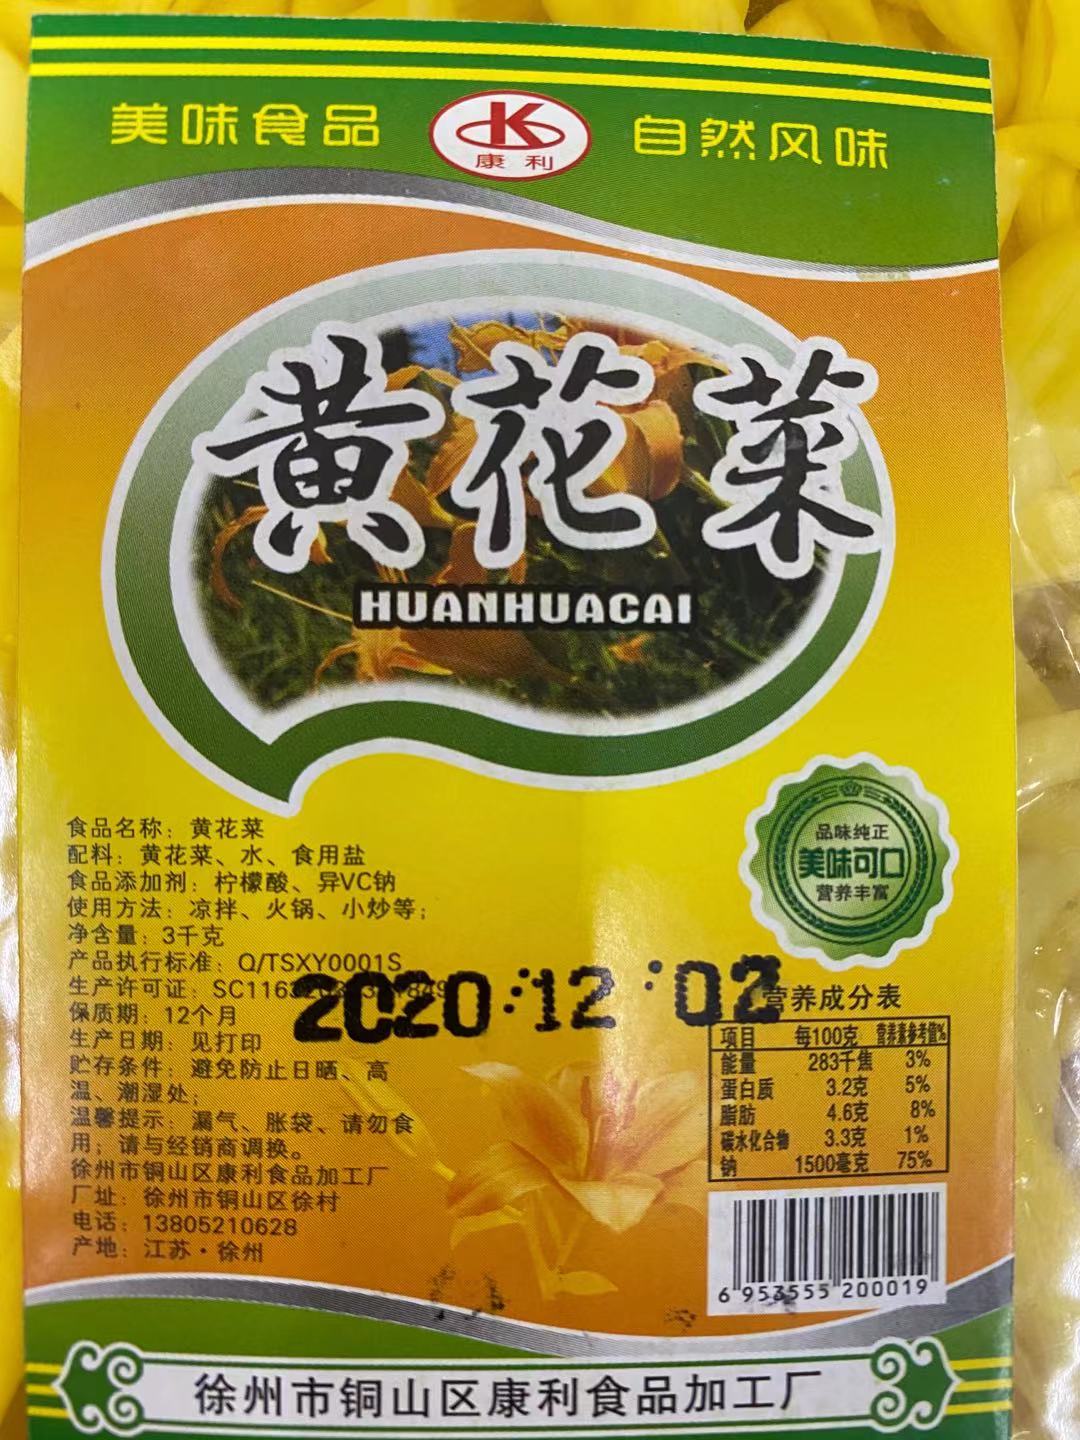 美味食品
K
康利
自然风味
黄花菜
HUANHUACAI
品味纯正
美味可口
营养丰富
食品名称：黄花菜
配料：黄花菜、水、食用盐
食品添加剂：柠檬酸、异VC钠
使用方法：凉拌、火锅、小炒等；
净含量：3千克
产品执行标准：Q/TSXY0001S
生产许可证：
保质期：12个月
生产日期：见打印
贮存条件：避免防止日晒、高
温、潮湿处；
温馨提示：漏气、胀袋、请勿食
用；请与经销商调换。
徐州市铜山区康利食品加工厂
厂址：徐州市铜山区徐村
电话：13805210628
产地：江苏·徐州
2020:12:02
营养成分表
项目 每100克 营养素参考值%
能量 283千焦 3%
蛋白质 3.2克 5%
脂肪 4.6克 8%
碳水化合物 3.3克 1%
钠 1500毫克 75%
6 953555 200019
徐州市铜山区康利食品加工厂